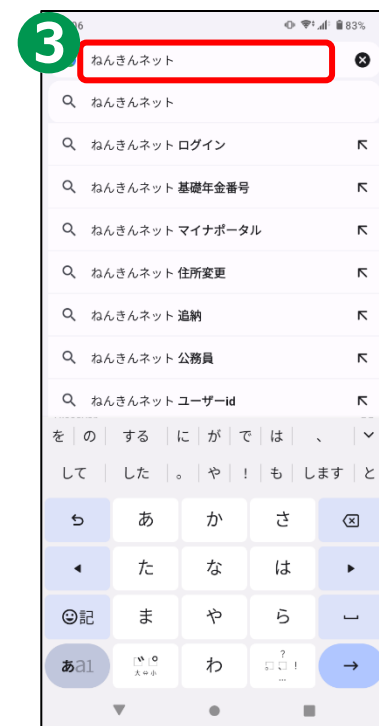 3
06 83%
ねんきんネット
ねんきんネット
ねんきんネット ログイン
ねんきんネット 基礎年金番号
ねんきんネット マイナポータル
ねんきんネット 住所変更
ねんきんネット 追納
ねんきんネット 公務員
ねんきんネット ユーザーid
を の する に が で は 、
して した 。 や ! も します と
あ か さ
た な は
記 ま や ら
あa1 大⇔小 わ ?!…